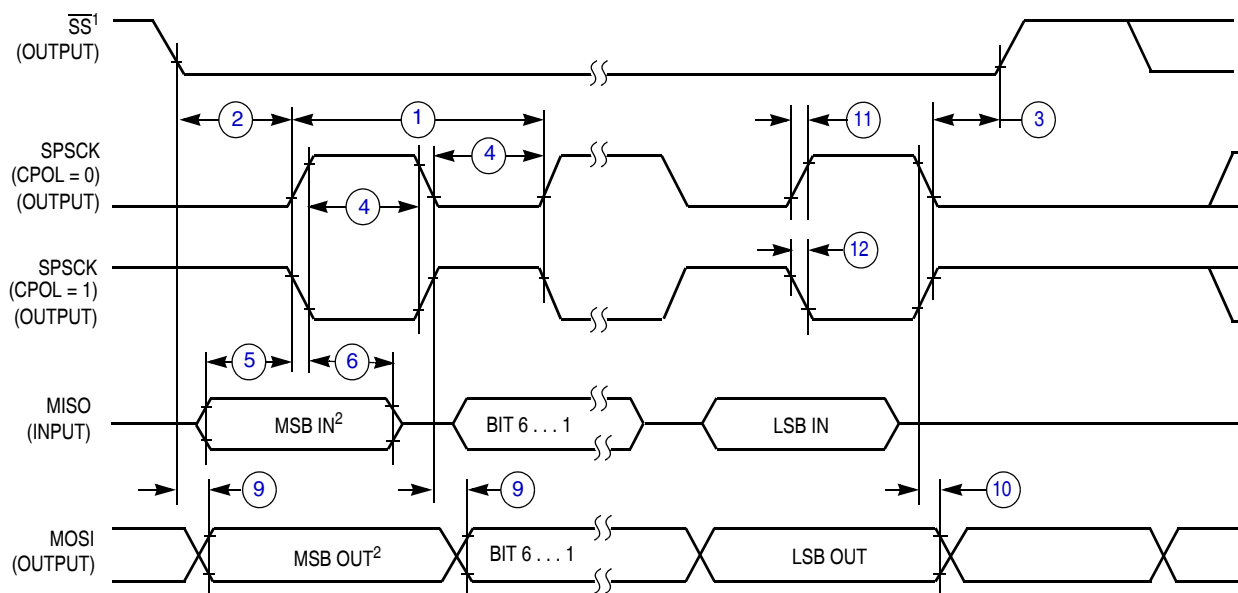 SS¹
(OUTPUT)
2
1
11
3
SPSCK
(CPOL = 0)
(OUTPUT)
4
4
SPSCK
(CPOL = 1)
(OUTPUT)
12
5
6
MISO
(INPUT)
MSB IN²
BIT 6 . . . 1
LSB IN
9
9
10
MOSI
(OUTPUT)
MSB OUT²
BIT 6 . . . 1
LSB OUT